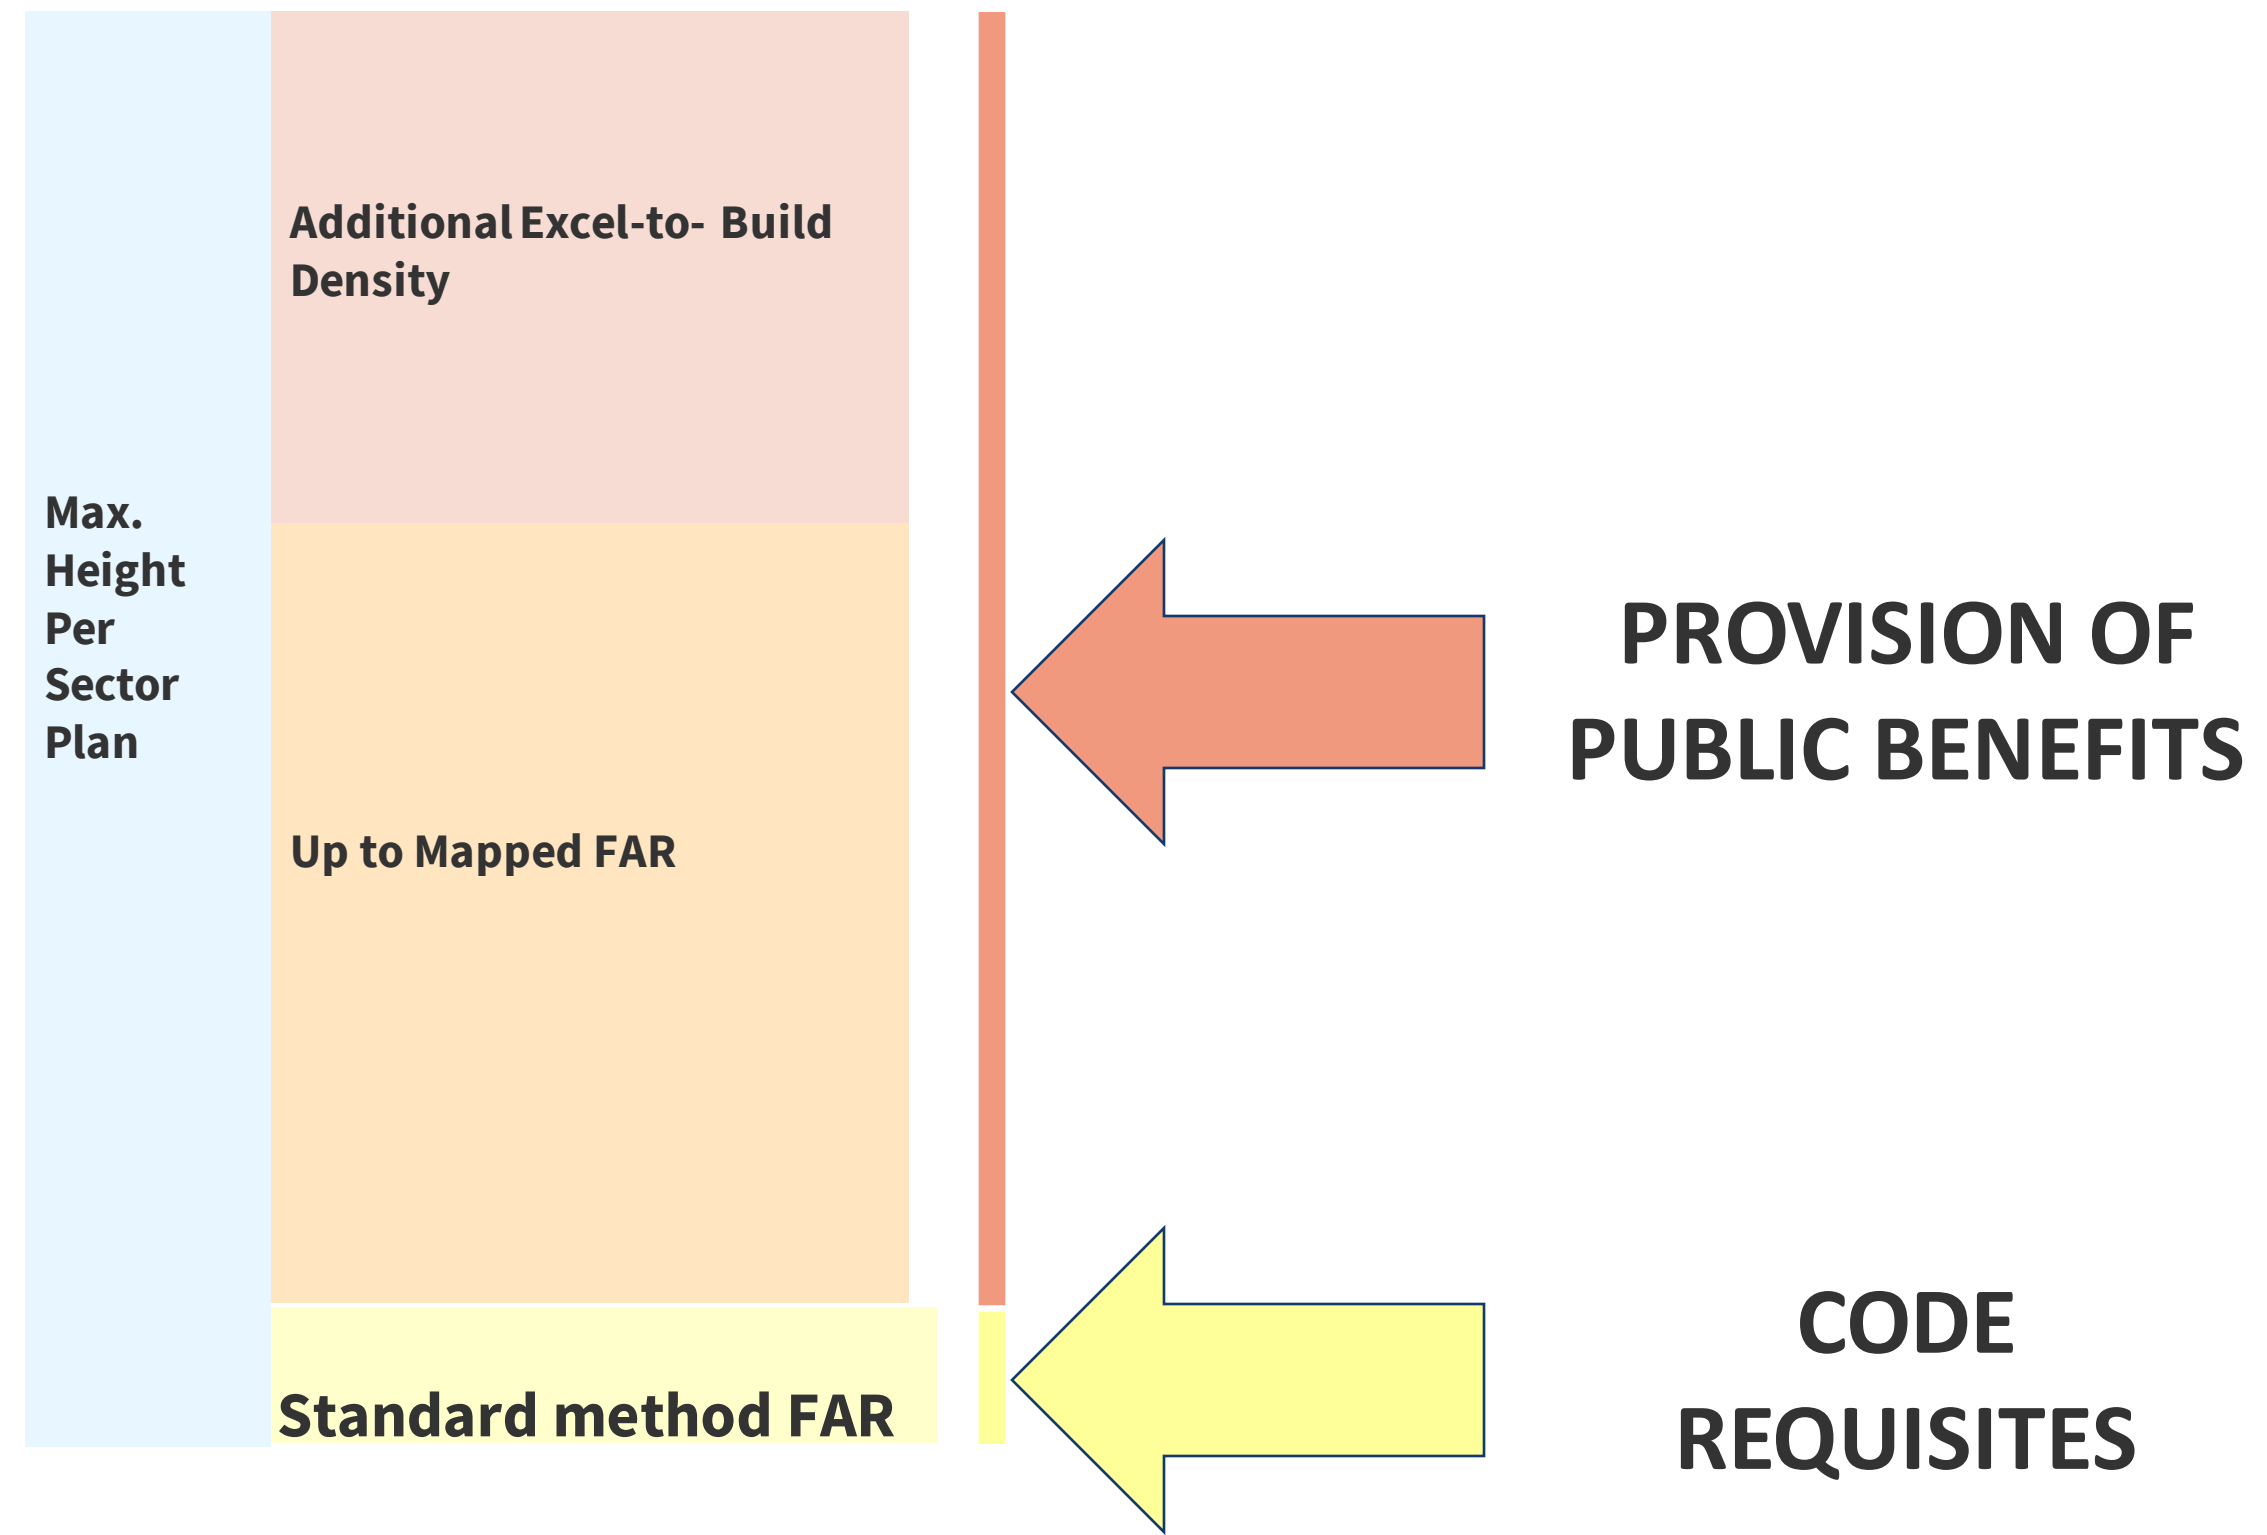 Additional Excel-to- Build
Density
Max.
Height
Per
Sector
Plan
Up to Mapped FAR
Standard method FAR
PROVISION OF
PUBLIC BENEFITS
CODE
REQUISITES